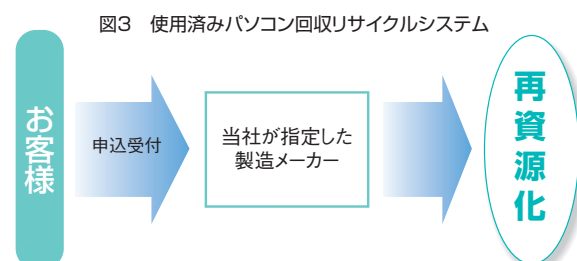 図3　使用済みパソコン回収リサイクルシステム
お客様
申込受付
当社が指定した
製造メーカー
再資源化